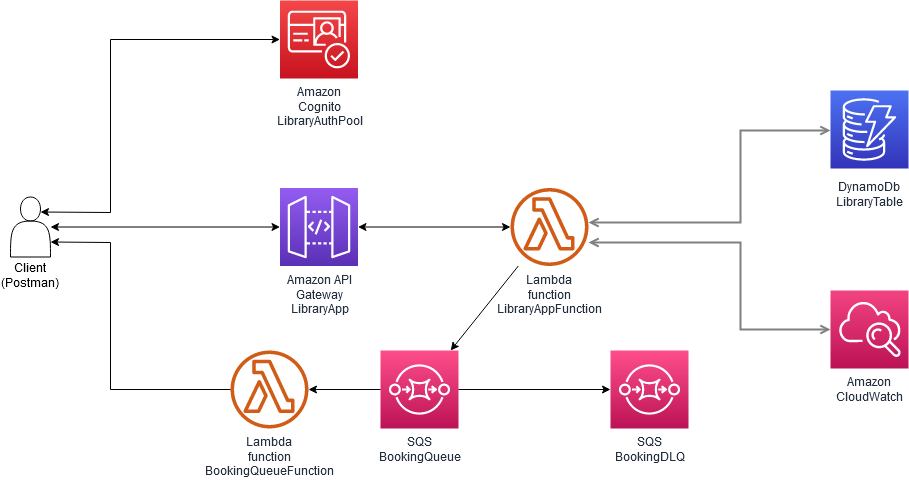 Amazon
Cognito
LibraryAuthPool
DynamoDb
LibraryTable
Client
(Postman)
Amazon API
Gateway
LibraryApp
Lambda
function
LibraryAppFunction
Amazon
CloudWatch
Lambda
function
BookingQueueFunction
SQS
BookingQueue
SQS
BookingDLQ